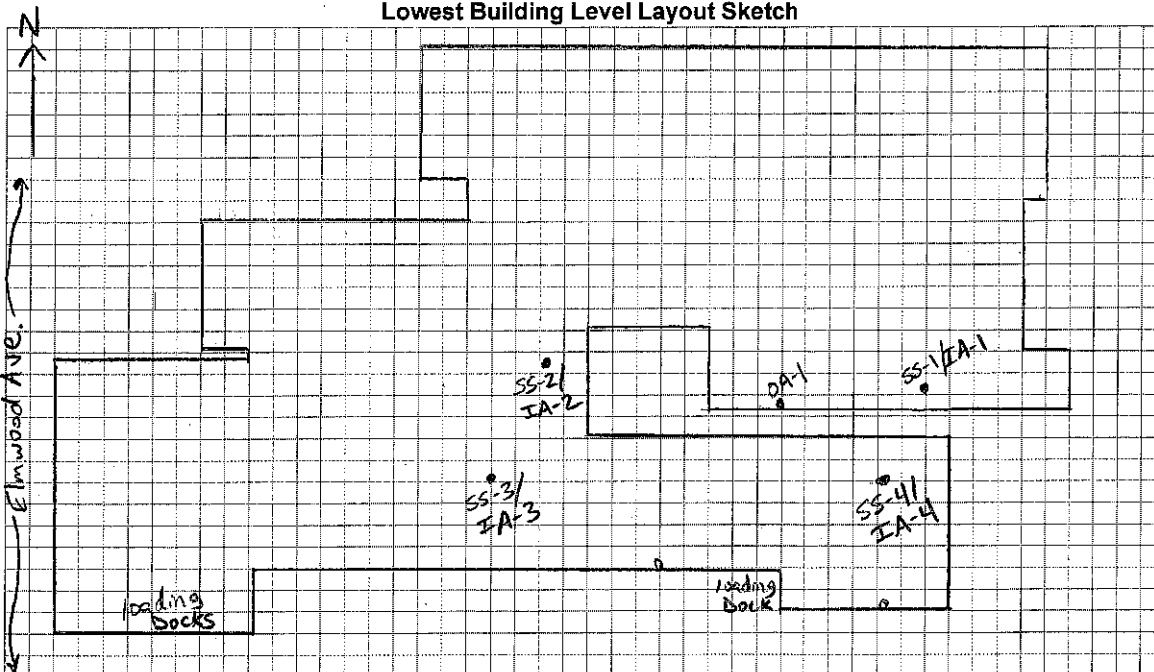 Lowest Building Level Layout Sketch
N
Elmwood Ave.
SS-2/
IA-2
OA-1
SS-1/IA-1
SS-3/
IA-3
SS-4/
IA-4
loading
Docks
loading
Dock